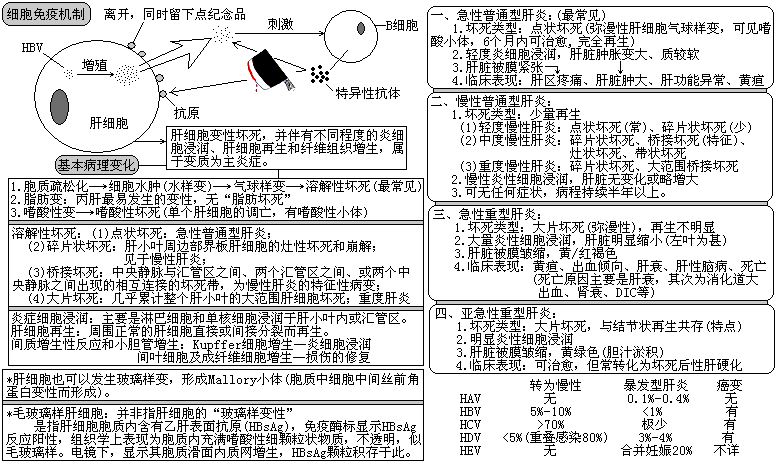 细胞免疫机制
离开，同时留下点纪念品
刺激
B细胞
HBV
增殖
特异性抗体
抗原
肝细胞
肝细胞变性坏死，并伴有不同程度的炎细
胞浸润、肝细胞再生和纤维组织增生，属
于变质为主炎症。
基本病理变化
1.胞质疏松化→细胞水肿(水样变)→气球样变→溶解性坏死(最常见)
2.脂肪变：丙肝最易发生的变性，无“脂肪坏死”
3.嗜酸性变→嗜酸性坏死(单个肝细胞的调亡，有嗜酸性小体)
溶解性坏死：(1)点状坏死：急性普通型肝炎；
(2)碎片状坏死：肝小叶周边部界板肝细胞的灶性坏死和崩解；
见于慢性肝炎；
(3)桥接坏死：中央静脉与汇管区之间、两个汇管区之间、或两个中
央静脉之间出现的相互连接的坏死带，为慢性肝炎的特征性病变；
(4)大片坏死：几乎累计整个肝小叶的大范围肝细胞坏死；重度肝炎
炎症细胞浸润：主要是淋巴细胞和单核细胞浸润于肝小叶内或汇管区。
肝细胞再生：周围正常的肝细胞直接或间接分裂而再生。
间质增生性反应和小胆管增生：Kupffer细胞增生—炎细胞浸润
间叶细胞及成纤维细胞增生—损伤的修复
*肝细胞也可以发生玻璃样变，形成Mallory小体(胞质中细胞中间丝前角
蛋白变性而形成)。
*毛玻璃样肝细胞：并非指肝细胞的“玻璃样变性”
是指肝细胞胞质内含有乙肝表面抗原(HBsAg)，免疫酶标显示HBsAg
反应阳性，组织学上表现为胞质内充满嗜酸性细颗粒状物质，不透明，似
毛玻璃样。电镜下，显示其胞质滑面内质网增生，HBsAg颗粒积存于此。
一、急性普通型肝炎：(最常见)
1.坏死类型：点状坏死(弥漫性肝细胞气球样变，可见嗜
酸小体，6个月内可治愈，完全再生)
2.轻度炎细胞浸润，肝脏肿胀变大、质较软
3.肝脏被膜紧张
4.临床表现：肝区疼痛、肝脏肿大、肝功能异常、黄疸
二、慢性普通型肝炎：
1.坏死类型：少量再生
(1)轻度慢性肝炎：点状坏死(常)、碎片状坏死(少)
(2)中度慢性肝炎：碎片状坏死、桥接坏死(特征)、
灶状坏死、带状坏死
(3)重度慢性肝炎：碎片状坏死、大范围桥接坏死
2.慢性炎性细胞浸润，肝脏无变化或略增大
3.可无任何症状，病程持续半年以上。
三、急性重型肝炎：
1.坏死类型：大片坏死(弥漫性)，再生不明显
2.大量炎性细胞浸润，肝脏明显缩小(左叶为甚)
3.肝脏被膜皱缩，黄/红褐色
4.临床表现：黄疸、出血倾向、肝衰、肝性脑病、死亡
(死亡原因主要是肝衰，其次为消化道大
出血、肾衰、DIC等)
四、亚急性重型肝炎：
1.坏死类型：大片坏死，与结节状再生共存(特点)
2.明显炎性细胞浸润
3.肝脏被膜皱缩，黄绿色(胆汁淤积)
4.临床表现：可治愈，但常转化为坏死后性肝硬化
转为慢性 暴发型肝炎 癌变
HAV 无 0.1%-0.4% 无
HBV 5%-10% <1% 有
HCV >70% 极少 有
HDV <5%(重叠感染80%) 3%-4% 有
HEV 无 合并妊娠20% 不详